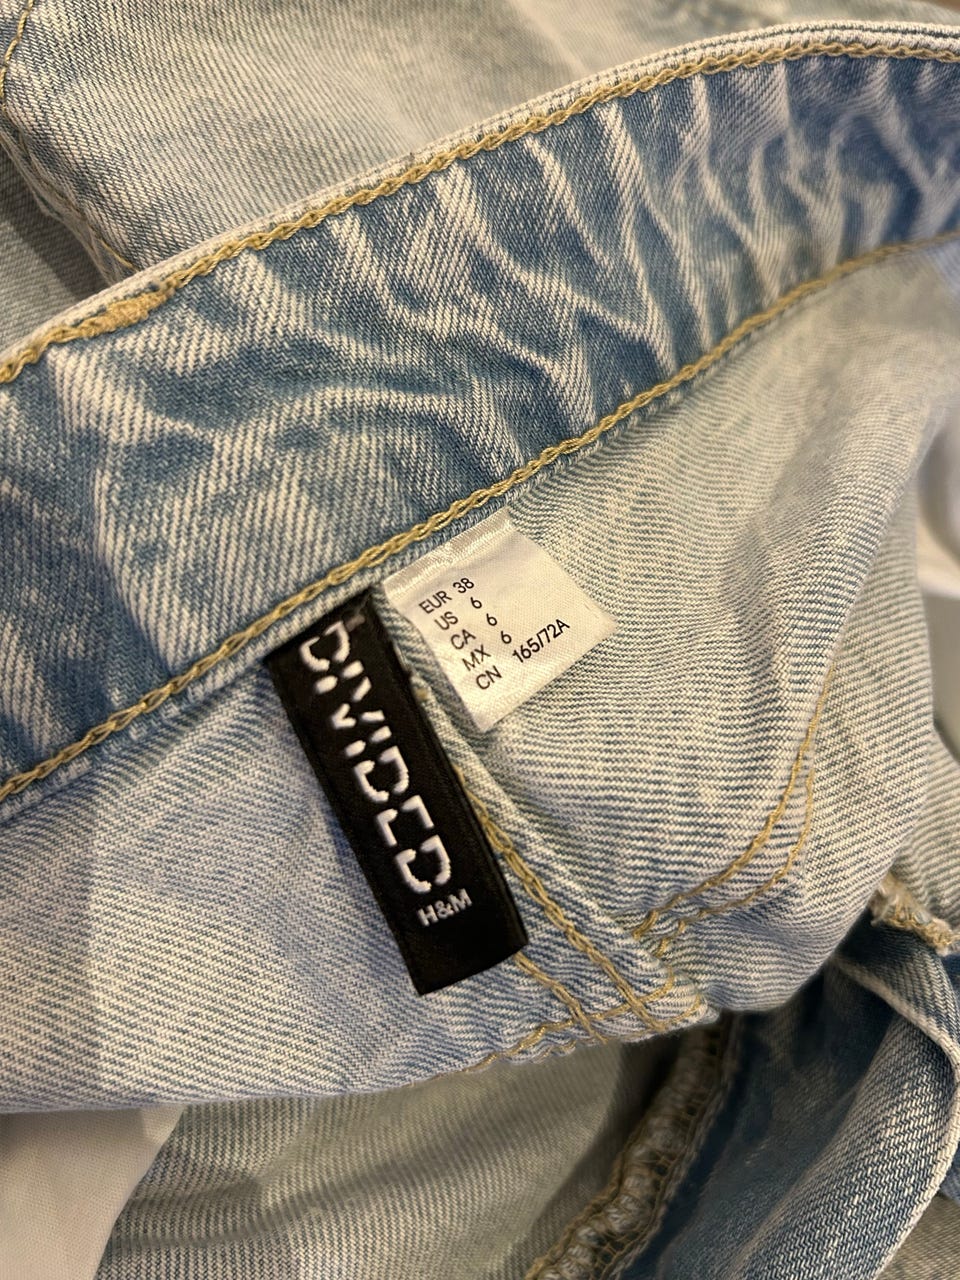 DIVIDED
H&M
EUR 38
US 6
CA 6
MX 6
CN 165/72A